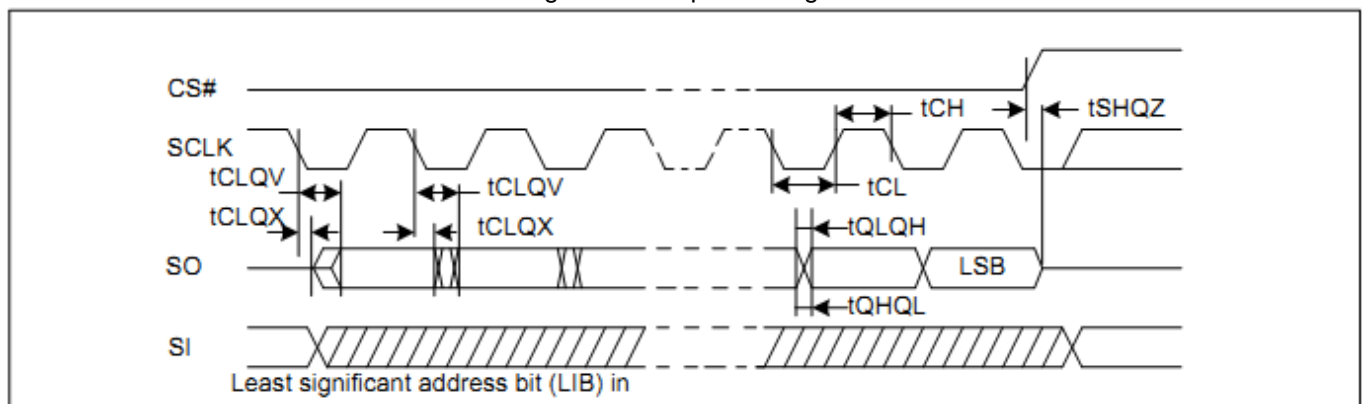 CS#
tCH
tSHQZ
SCLK
tCLQV
tCLQV
tCL
tCLQX
tCLQX
tQLQH
SO
LSB
tQHQL
SI
Least significant address bit (LIB) in